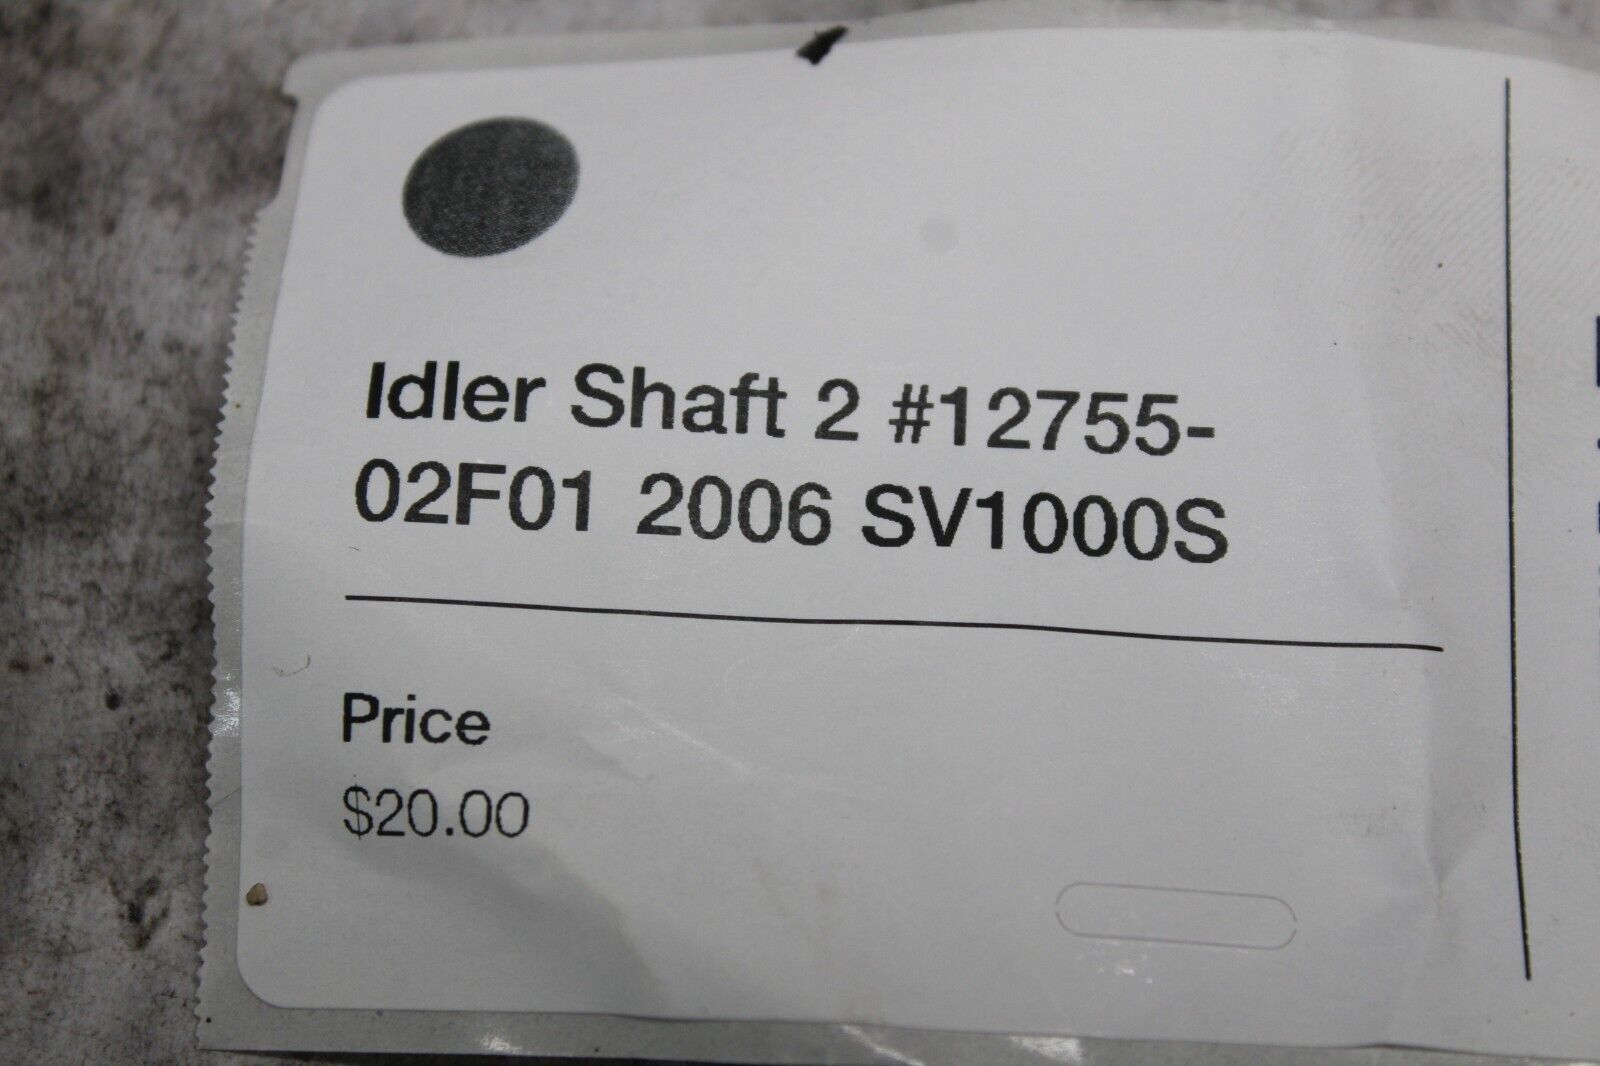 Idler Shaft 2 #12755-
02F01 2006 SV1000S
Price
$20.00